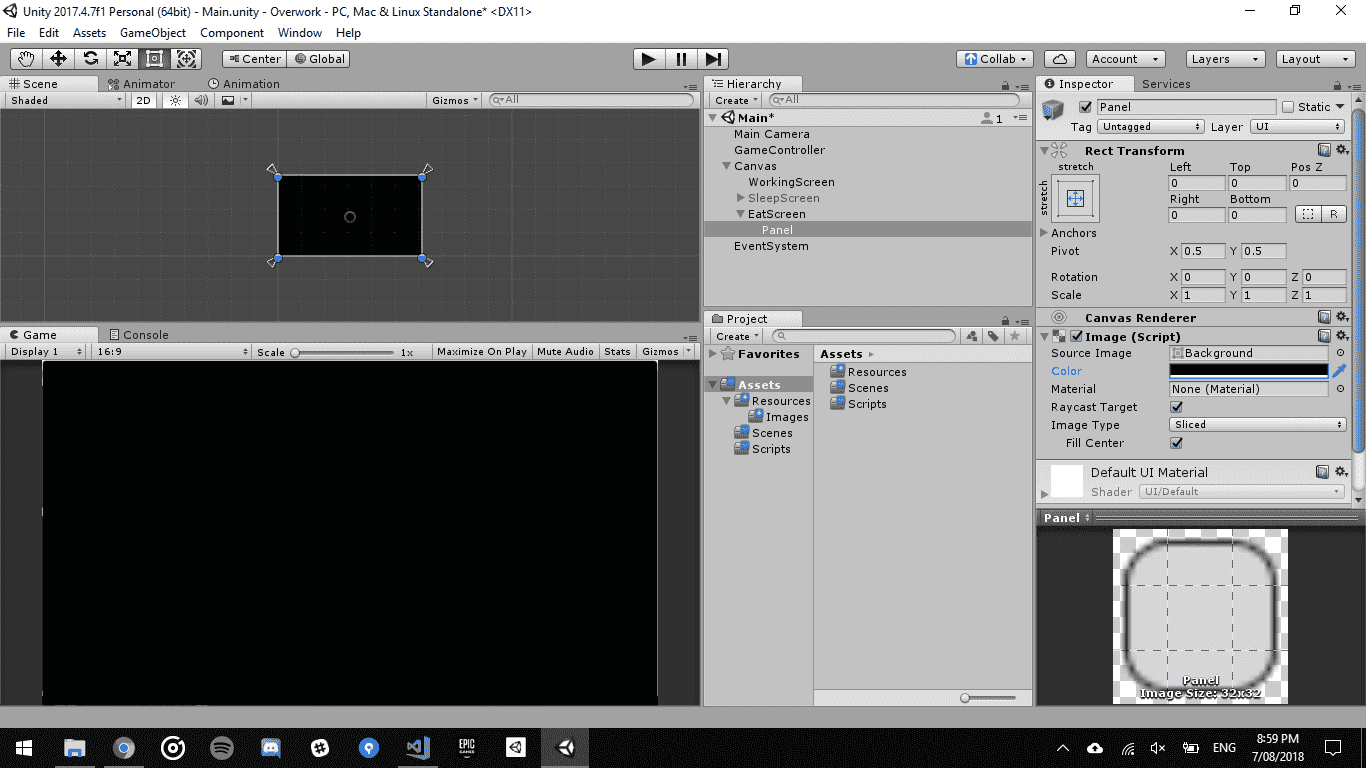 Unity 2017.4.7f1 Personal (64bit) - Main.unity - Overwork - PC, Mac & Linux Standalone* <DX11>
File Edit Assets GameObject Component Window Help
Center Global
Collab Account Layers Layout
Scene Animator Animation
Shaded 2D Gizmos All
Hierarchy
Create All
Main* 1
Main Camera
GameController
Canvas
WorkingScreen
SleepScreen
EatScreen
Panel
EventSystem
Game Console
Display 1 16:9 Scale 1x Maximize On Play Mute Audio Stats Gizmos
Project
Create
Favorites
Assets
Resources
Images
Scenes
Scripts
Assets
Resources
Scenes
Scripts
Inspector Services
Panel Static
Tag Untagged Layer UI
Rect Transform
stretch
stretch
Left Top Pos Z
0 0 0
Right Bottom
0 0 R
Anchors
Pivot X 0.5 Y 0.5
Rotation X 0 Y 0 Z 0
Scale X 1 Y 1 Z 1
Canvas Renderer
Image (Script)
Source Image Background
Color
Material None (Material)
Raycast Target
Image Type Sliced
Fill Center
Default UI Material
Shader UI/Default
Panel
Panel
Image Size: 32x32
EPIC
GAMES
ENG
8:59 PM
7/08/2018